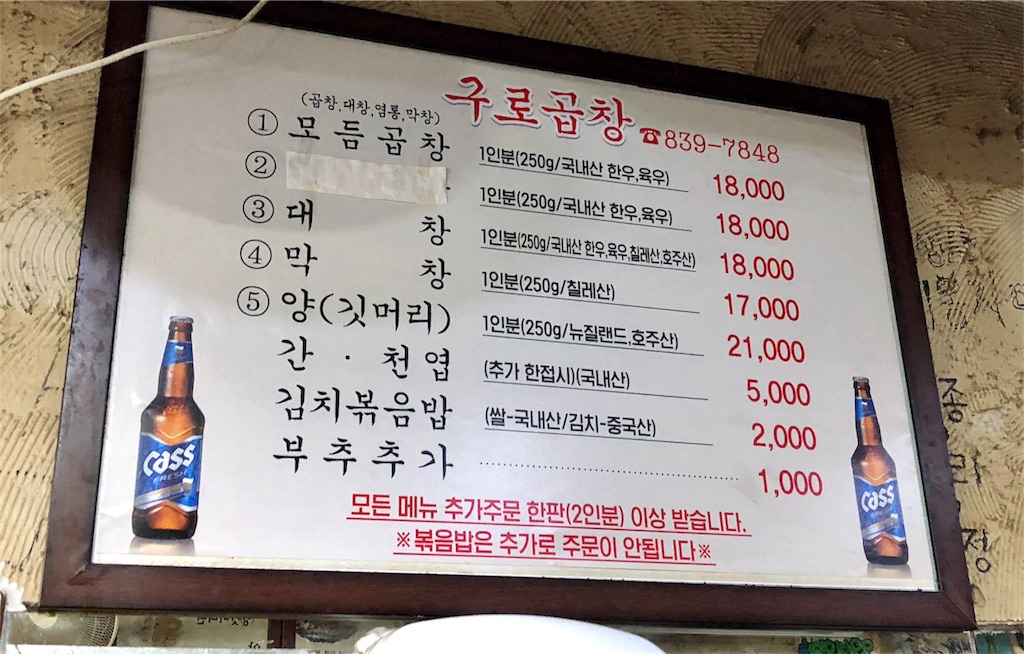 구로곱창 ☎839-7848
(곱창,대창,염통,막창)
① 모듬곱창 1인분(250g/국내산 한우,육우) 18,000
② 1인분(250g/국내산 한우,육우) 18,000
③ 대 창 1인분(250g/국내산 한우,육우,칠레산,호주산) 18,000
④ 막 창 1인분(250g/칠레산) 17,000
⑤ 양(깃머리) 1인분(250g/뉴질랜드,호주산) 21,000
간 · 천엽 (추가 한접시)(국내산) 5,000
김치볶음밥 (쌀-국내산/김치-중국산) 2,000
부추추가 1,000
모든 메뉴 추가주문 한판(2인분) 이상 받습니다.
※볶음밥은 추가로 주문이 안됩니다※
Cass
FRESH
Cass
FRESH